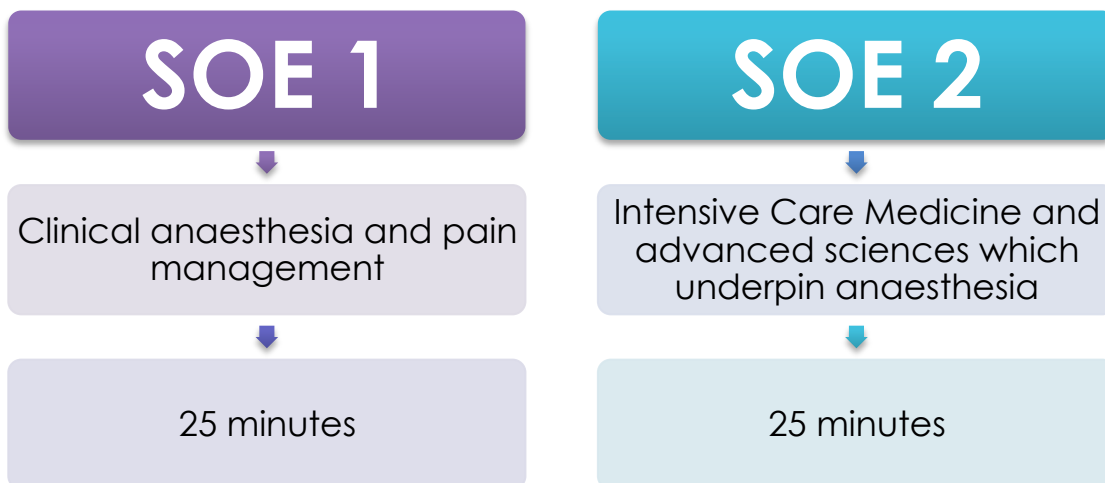 SOE 1
Clinical anaesthesia and pain
management
25 minutes
SOE 2
Intensive Care Medicine and
advanced sciences which
underpin anaesthesia
25 minutes